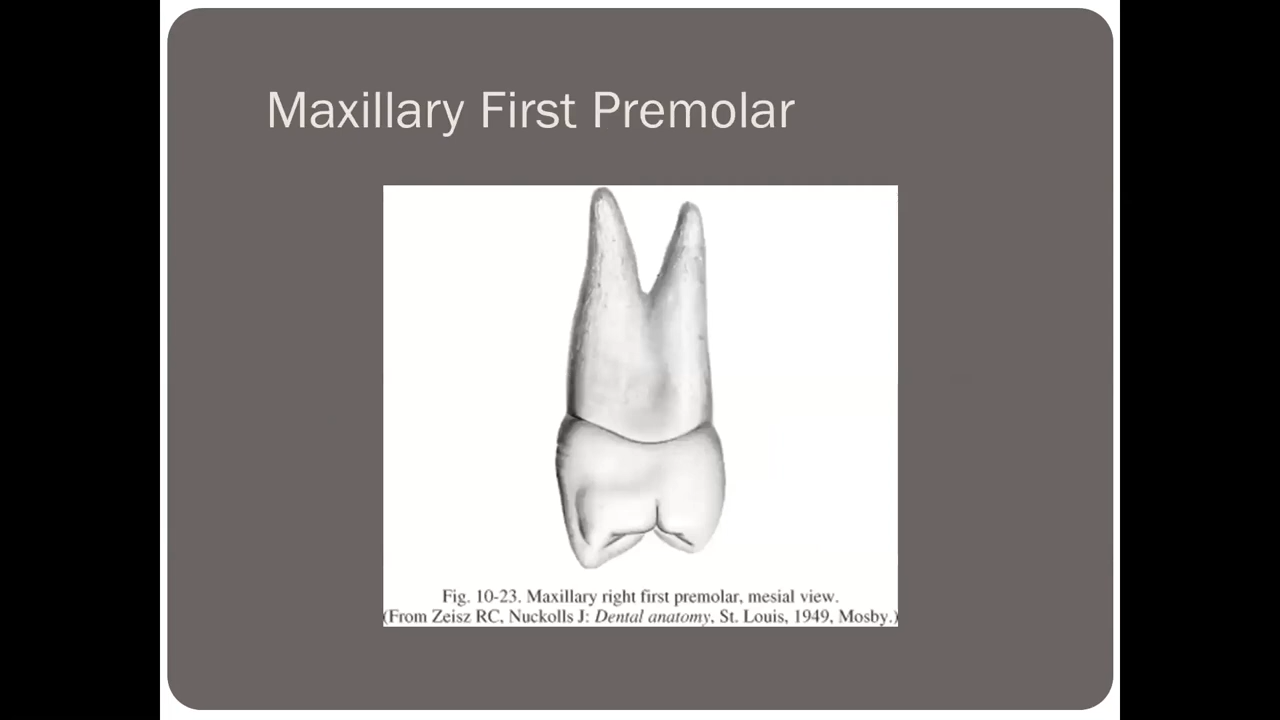 Maxillary First Premolar
Fig. 10-23. Maxillary right first premolar, mesial view.
(From Zeisz RC, Nuckolls J: Dental anatomy, St. Louis, 1949, Mosby.)